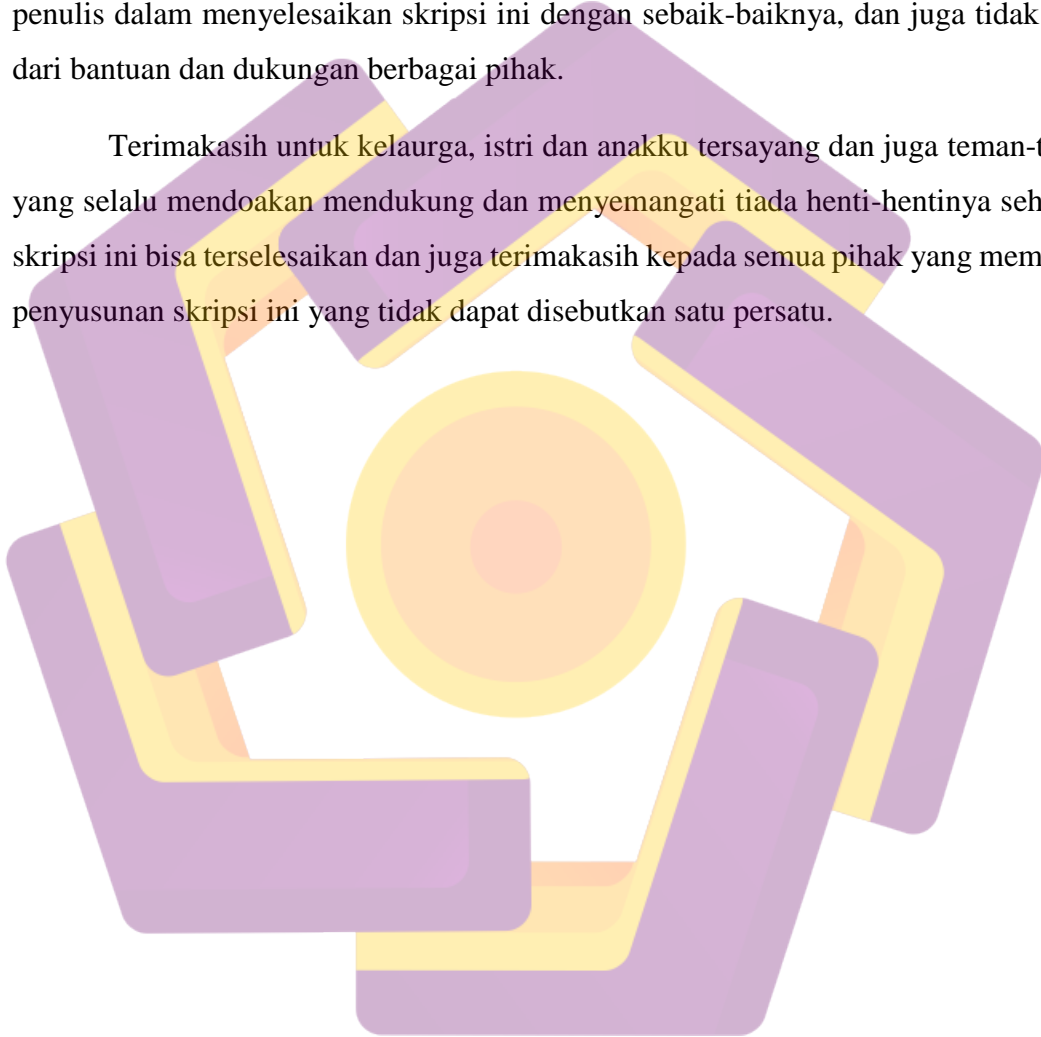 penulis dalam menyelesaikan skripsi ini dengan sebaik-baiknya, dan juga tidak
dari bantuan dan dukungan berbagai pihak.
Terimakasih untuk kelaurga, istri dan anakku tersayang dan juga teman-t
yang selalu mendoakan mendukung dan menyemangati tiada henti-hentinya seh
skripsi ini bisa terselesaikan dan juga terimakasih kepada semua pihak yang mem
penyusunan skripsi ini yang tidak dapat disebutkan satu persatu.